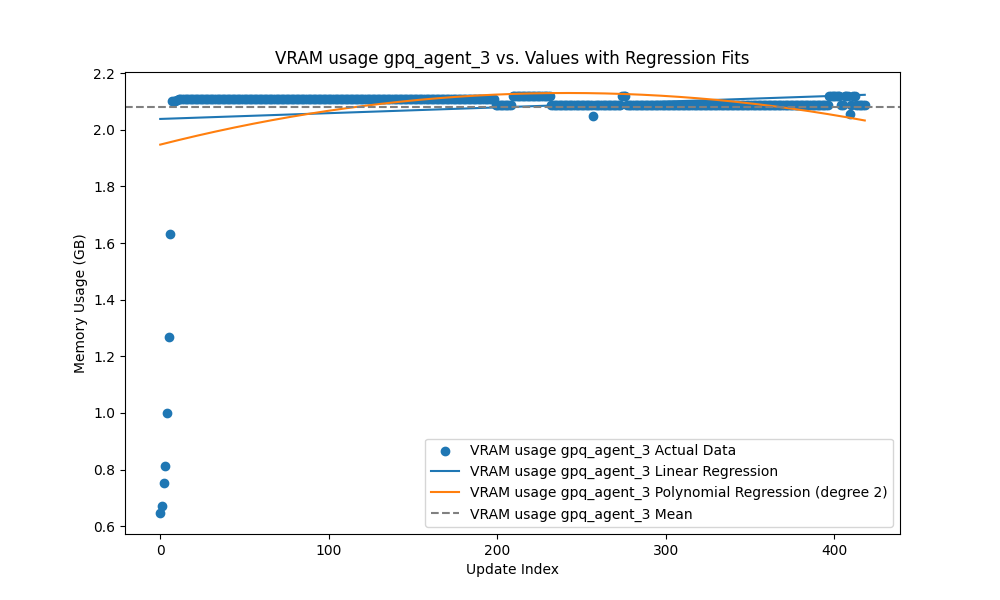 VRAM usage gpq_agent_3 vs. Values with Regression Fits
Memory Usage (GB)
2.2
2.0
1.8
1.6
1.4
1.2
1.0
0.8
0.6
VRAM usage gpq_agent_3 Actual Data
VRAM usage gpq_agent_3 Linear Regression
VRAM usage gpq_agent_3 Polynomial Regression (degree 2)
VRAM usage gpq_agent_3 Mean
0
100
200
300
400
Update Index